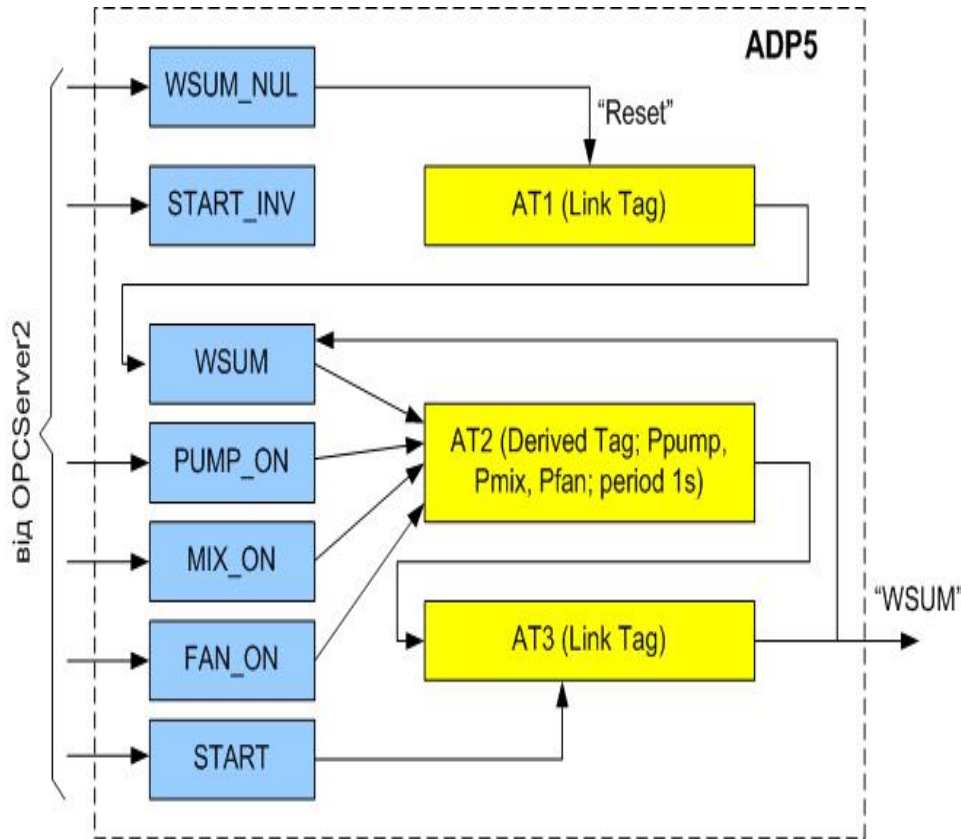 ADP5
WSUM_NUL
“Reset”
START_INV
AT1 (Link Tag)
від OPCServer2
WSUM
PUMP_ON
AT2 (Derived Tag; Ppump,
Pmix, Pfan; period 1s)
MIX_ON
“WSUM”
FAN_ON
AT3 (Link Tag)
START